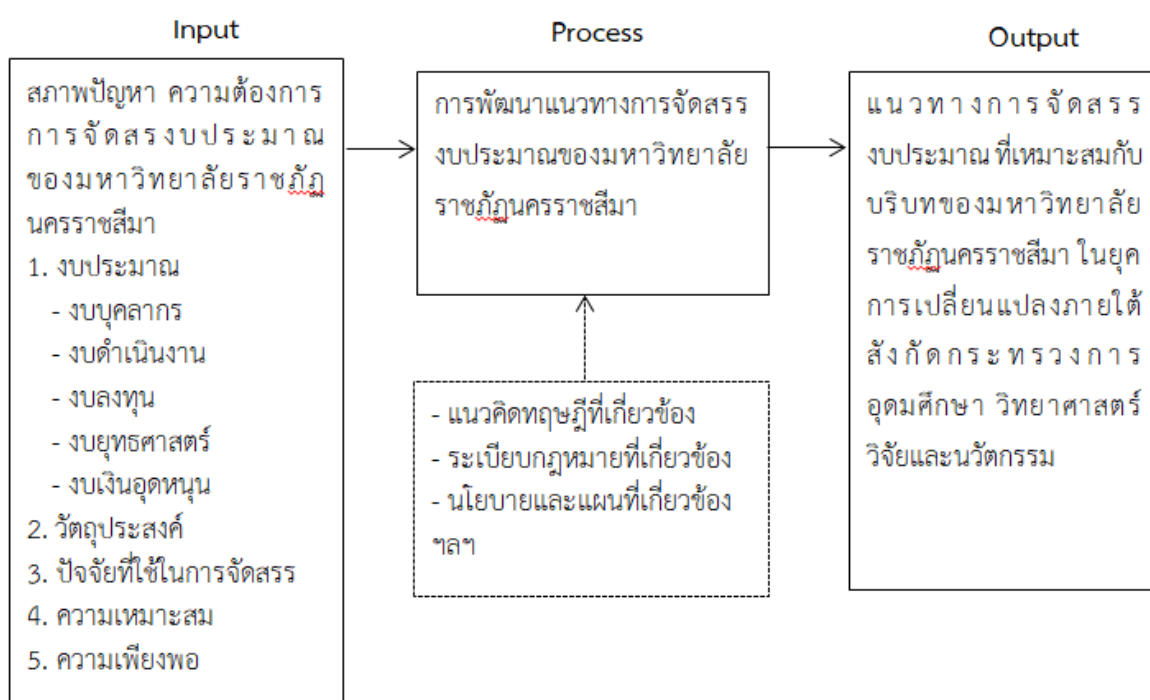 Input
สภาพปัญหา ความต้องการ
การจัดสรงบประมาณ
ของมหาวิทยาลัยราชภัฏ
นครราชสีมา
1. งบประมาณ
- งบบุคลากร
- งบดำเนินงาน
- งบลงทุน
- งบยุทธศาสตร์
- งบเงินอุดหนุน
2. วัตถุประสงค์
3. ปัจจัยที่ใช้ในการจัดสรร
4. ความเหมาะสม
5. ความเพียงพอ
Process
การพัฒนาแนวทางการจัดสรร
งบประมาณของมหาวิทยาลัย
ราชภัฏนครราชสีมา
- แนวคิดทฤษฎีที่เกี่ยวข้อง
- ระเบียบกฎหมายที่เกี่ยวข้อง
- นโยบายและแผนที่เกี่ยวข้อง
ฯลฯ
Output
แนวทางการจัดสรร
งบประมาณ ที่เหมาะสมกับ
บริบทของมหาวิทยาลัย
ราชภัฏนครราชสีมา ในยุค
การเปลี่ยนแปลงภายใต้
สังกัดกระทรวงการ
อุดมศึกษา วิทยาศาสตร์
วิจัยและนวัตกรรม